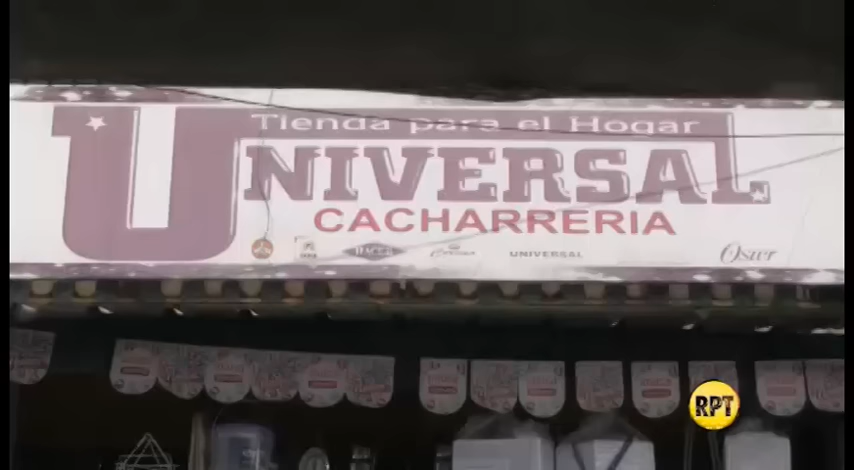 Tienda para el Hogar
UNIVERSAL
CACHARRERIA
UNIVERSAL
Oster
RPT